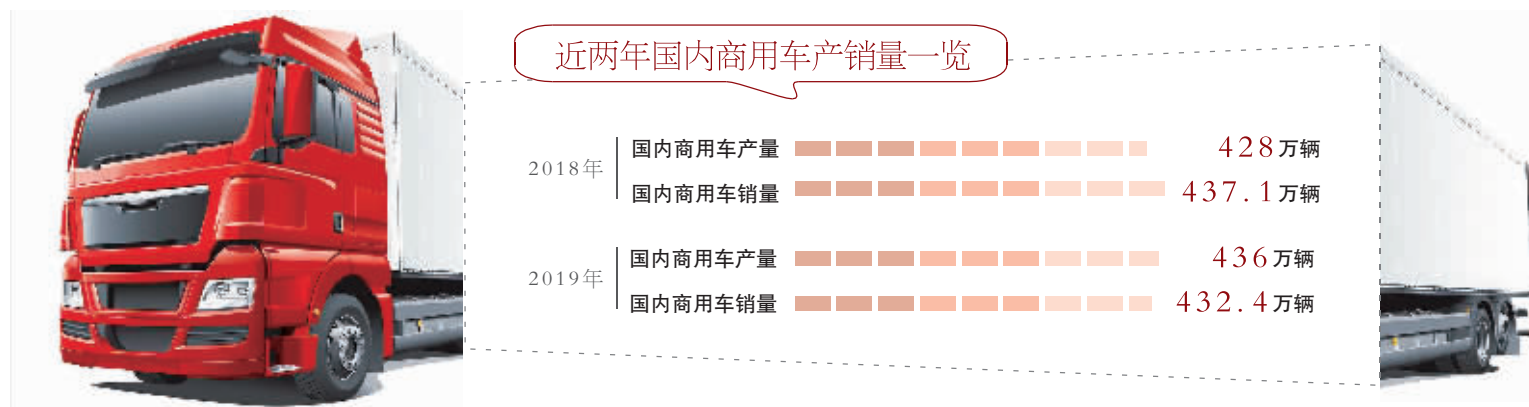 近两年国内商用车产销量一览
2018年
国内商用车产量 428万辆
国内商用车销量 437.1万辆
2019年
国内商用车产量 436万辆
国内商用车销量 432.4万辆